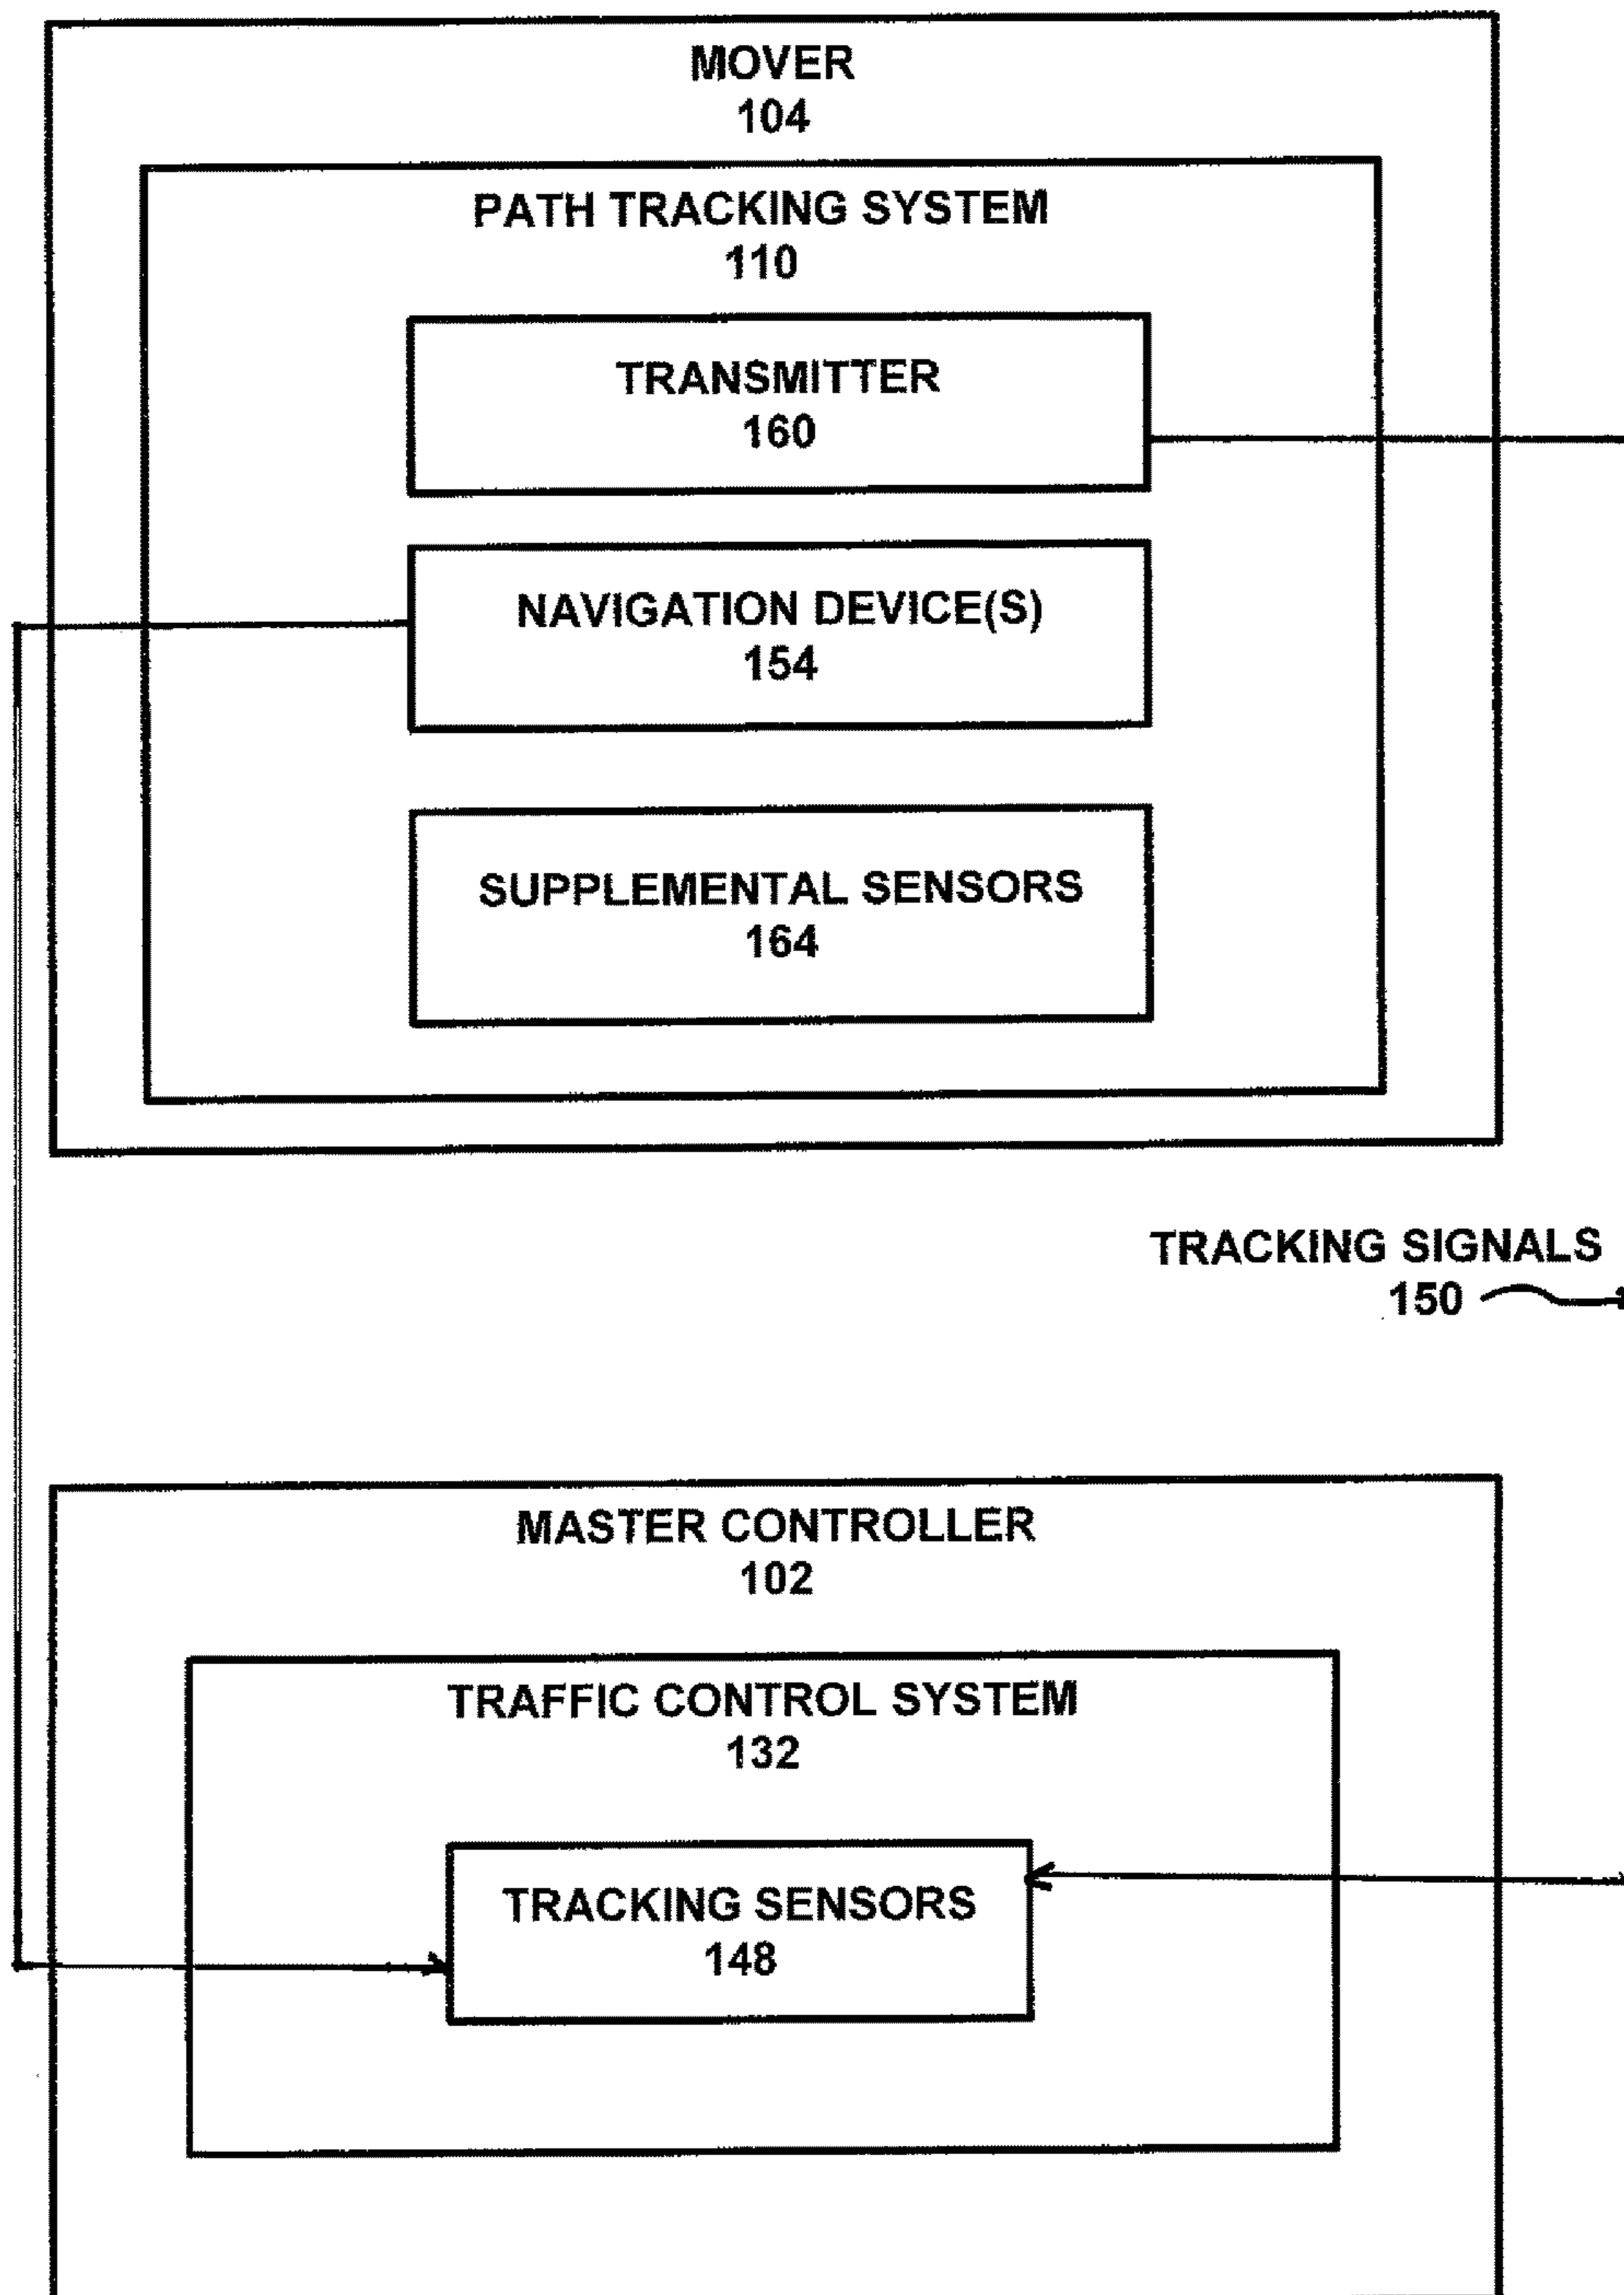 MOVER
104
PATH TRACKING SYSTEM
110
TRANSMITTER
160
NAVIGATION DEVICE(S)
154
SUPPLEMENTAL SENSORS
164
TRACKING SIGNALS
150
MASTER CONTROLLER
102
TRAFFIC CONTROL SYSTEM
132
TRACKING SENSORS
148